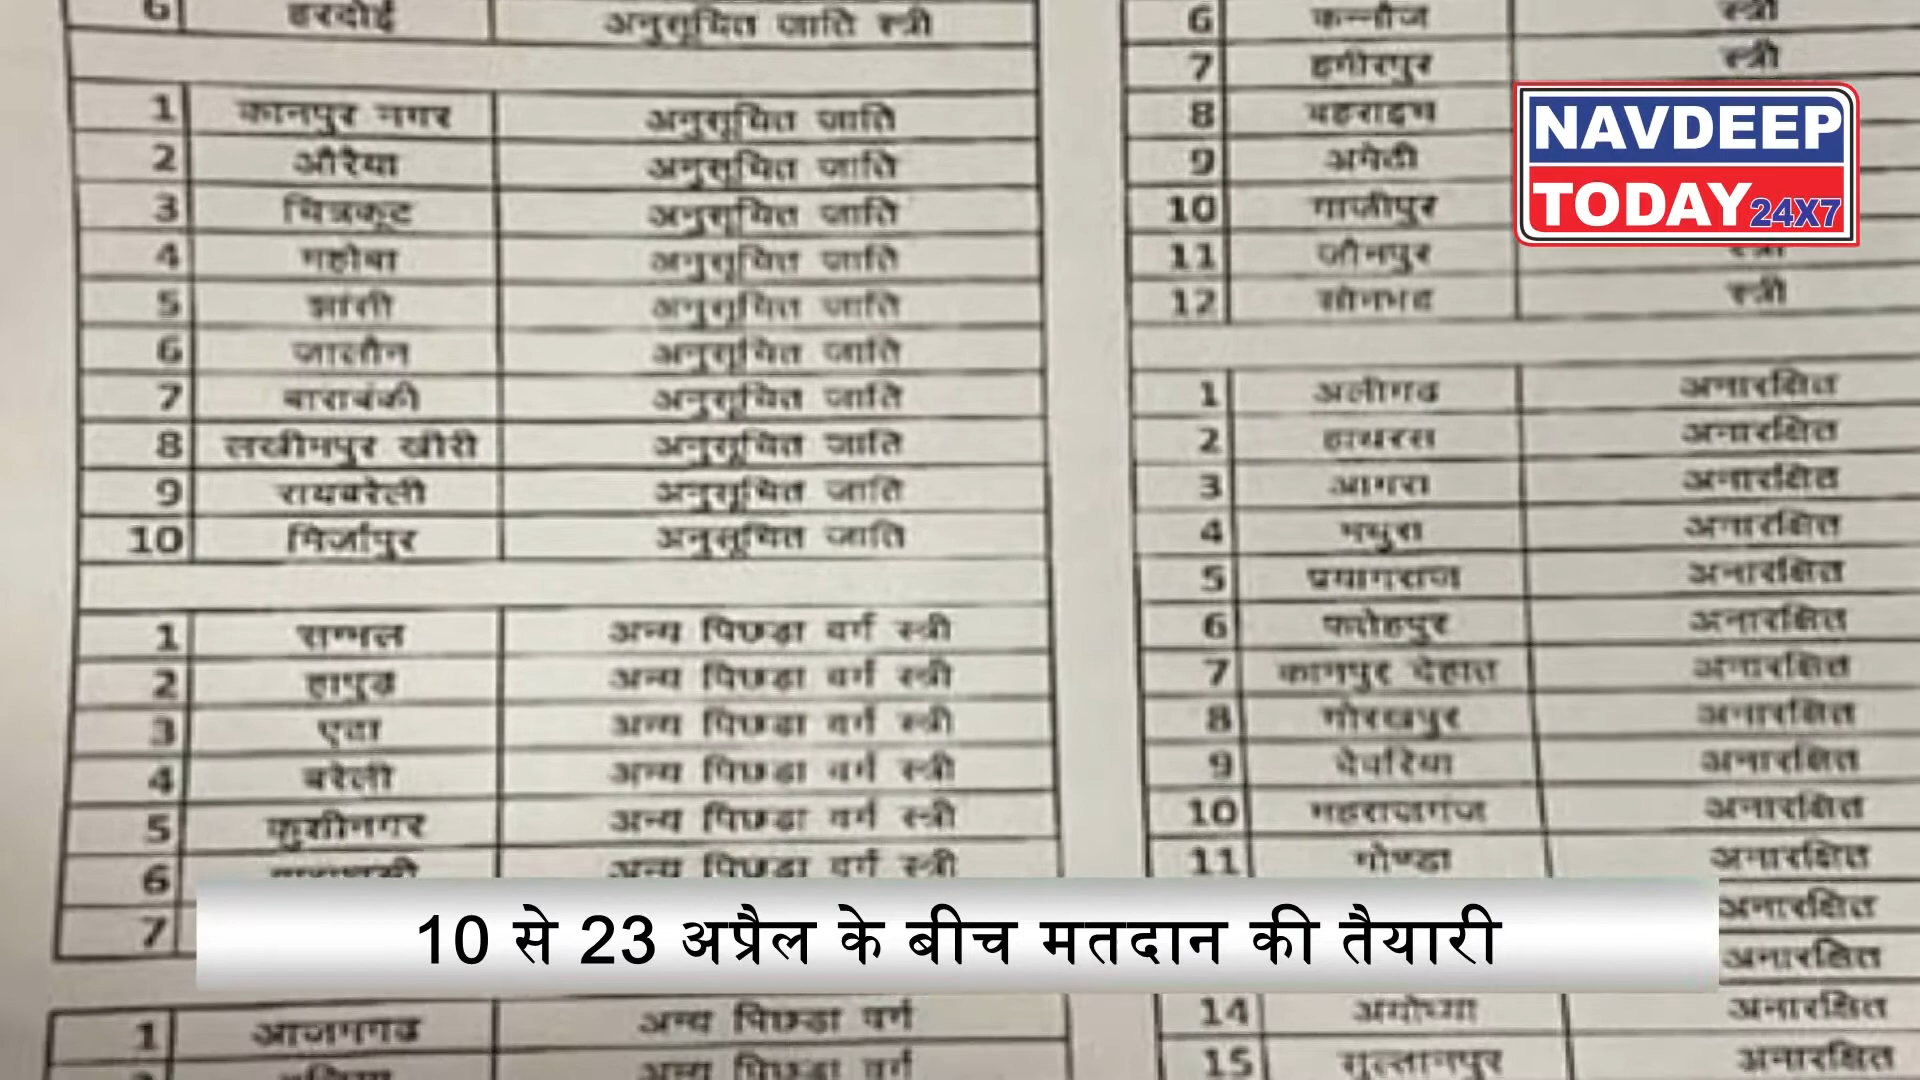 6 हरदोई अनुसूचित जाति स्त्री
1 कानपुर नगर अनुसूचित जाति
2 औरैया अनुसूचित जाति
3 चित्रकूट अनुसूचित जाति
4 महोबा अनुसूचित जाति
5 झांसी अनुसूचित जाति
6 जालौन अनुसूचित जाति
7 बाराबंकी अनुसूचित जाति
8 लखीमपुर खीरी अनुसूचित जाति
9 रायबरेली अनुसूचित जाति
10 मिर्जापुर अनुसूचित जाति
1 सम्भल अन्य पिछड़ा वर्ग स्त्री
2 हापुड अन्य पिछड़ा वर्ग स्त्री
3 एटा अन्य पिछड़ा वर्ग स्त्री
4 बरेली अन्य पिछड़ा वर्ग स्त्री
5 कुशीनगर अन्य पिछड़ा वर्ग स्त्री
6 अन्य पिछड़ा वर्ग स्त्री
7
1 आजमगढ अन्य पिछड़ा वर्ग
अन्य पिछड़ा वर्ग
6 कन्नौज स्त्री
7 हमीरपुर स्त्री
8 बहराइच
9 अमेठी
10 गाजीपुर
11 जौनपुर स्त्री
12 सोनभद्र स्त्री
1 अलीगढ अनारक्षित
2 हाथरस अनारक्षित
3 आगरा अनारक्षित
4 मथुरा अनारक्षित
5 प्रयागराज अनारक्षित
6 फतेहपुर अनारक्षित
7 कानपुर देहात अनारक्षित
8 गोरखपुर अनारक्षित
9 देवरिया अनारक्षित
10 महराजगंज अनारक्षित
11 गोण्डा अनारक्षित
अनारक्षित
अनारक्षित
14 अयोध्या अनारक्षित
15 सुल्तानपुर अनारक्षित
NAVDEEP
TODAY 24X7
10 से 23 अप्रैल के बीच मतदान की तैयारी